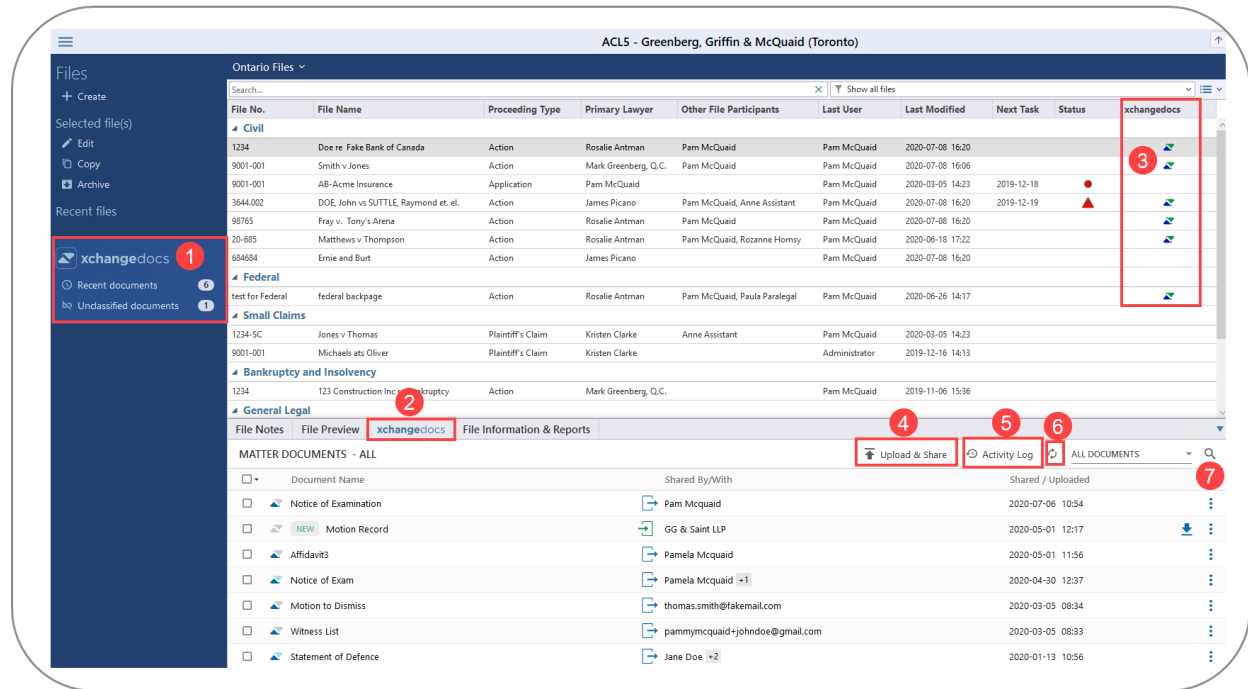 ACL5 - Greenberg, Griffin & McQuaid (Toronto)
Files
+ Create
Selected file(s)
Edit
Copy
Archive
Recent files
xchangedocs 1
Recent documents 6
Unclassified documents 1
Ontario Files
Search... Show all files
File No. File Name Proceeding Type Primary Lawyer Other File Participants Last User Last Modified Next Task Status xchangedocs
Civil
1234 Doe re Fake Bank of Canada Action Rosalie Antman Pam McQuaid Pam McQuaid 2020-07-08 16:20
3
9001-001 Smith v Jones Action Mark Greenberg, Q.C. Pam McQuaid Pam McQuaid 2020-07-08 16:06
9001-001 AB-Acme Insurance Application Pam McQuaid Pam McQuaid 2020-03-05 14:23 2019-12-18
3644.002 DOE, John vs SUTTLE, Raymond et. el. Action James Picano Pam McQuaid, Anne Assistant Pam McQuaid 2020-07-08 16:20 2019-12-19
98765 Fray v. Tony's Arena Action Rosalie Antman Pam McQuaid Pam McQuaid 2020-07-08 16:20
20-685 Matthews v Thompson Action Rosalie Antman Pam McQuaid, Rozanne Homsy Pam McQuaid 2020-06-18 17:22
684684 Ernie and Burt Action James Picano Pam McQuaid 2020-07-08 16:20
Federal
test for Federal federal backpage Action Rosalie Antman Pam McQuaid, Paula Paralegal Pam McQuaid 2020-06-26 14:17
Small Claims
1234-SC Jones v Thomas Plaintiff's Claim Kristen Clarke Anne Assistant Pam McQuaid 2020-03-05 14:23
9001-001 Michaels ats Oliver Plaintiff's Claim Kristen Clarke Administrator 2019-12-16 14:13
Bankruptcy and Insolvency
1234 123 Construction Inc kruptcy Action Mark Greenberg, Q.C. Pam McQuaid 2019-11-06 15:36
General Legal
2
File Notes File Preview xchangedocs File Information & Reports
4 5 6
MATTER DOCUMENTS - ALL Upload & Share Activity Log ALL DOCUMENTS
7
Document Name Shared By/With Shared / Uploaded
Notice of Examination Pam Mcquaid 2020-07-06 10:54
NEW Motion Record GG & Saint LLP 2020-05-01 12:17
Affidavit3 Pamela Mcquaid 2020-05-01 11:56
Notice of Exam Pamela Mcquaid +1 2020-04-30 12:37
Motion to Dismiss thomas.smith@fakemail.com 2020-03-05 08:34
Witness List pammymcquaid+johndoe@gmail.com 2020-03-05 08:33
Statement of Defence Jane Doe +2 2020-01-13 10:56